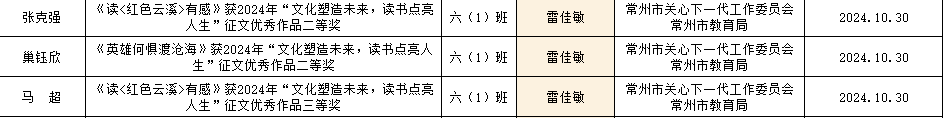 张克强 《读<红色云溪>有感》获2024年“文化塑造未来，读书点亮 六（1）班 雷佳敏 常州市关心下一代工作委员会 2024.10.30
人生”征文优秀作品二等奖 常州市教育局
巢钰欣 《英雄何惧渡沧海》获2024年“文化塑造未来，读书点亮人 六（1）班 雷佳敏 常州市关心下一代工作委员会 2024.10.30
生”征文优秀作品二等奖 常州市教育局
马 超 《读<红色云溪>有感》获2024年“文化塑造未来，读书点亮 六（1）班 雷佳敏 常州市关心下一代工作委员会 2024.10.30
人生”征文优秀作品三等奖 常州市教育局